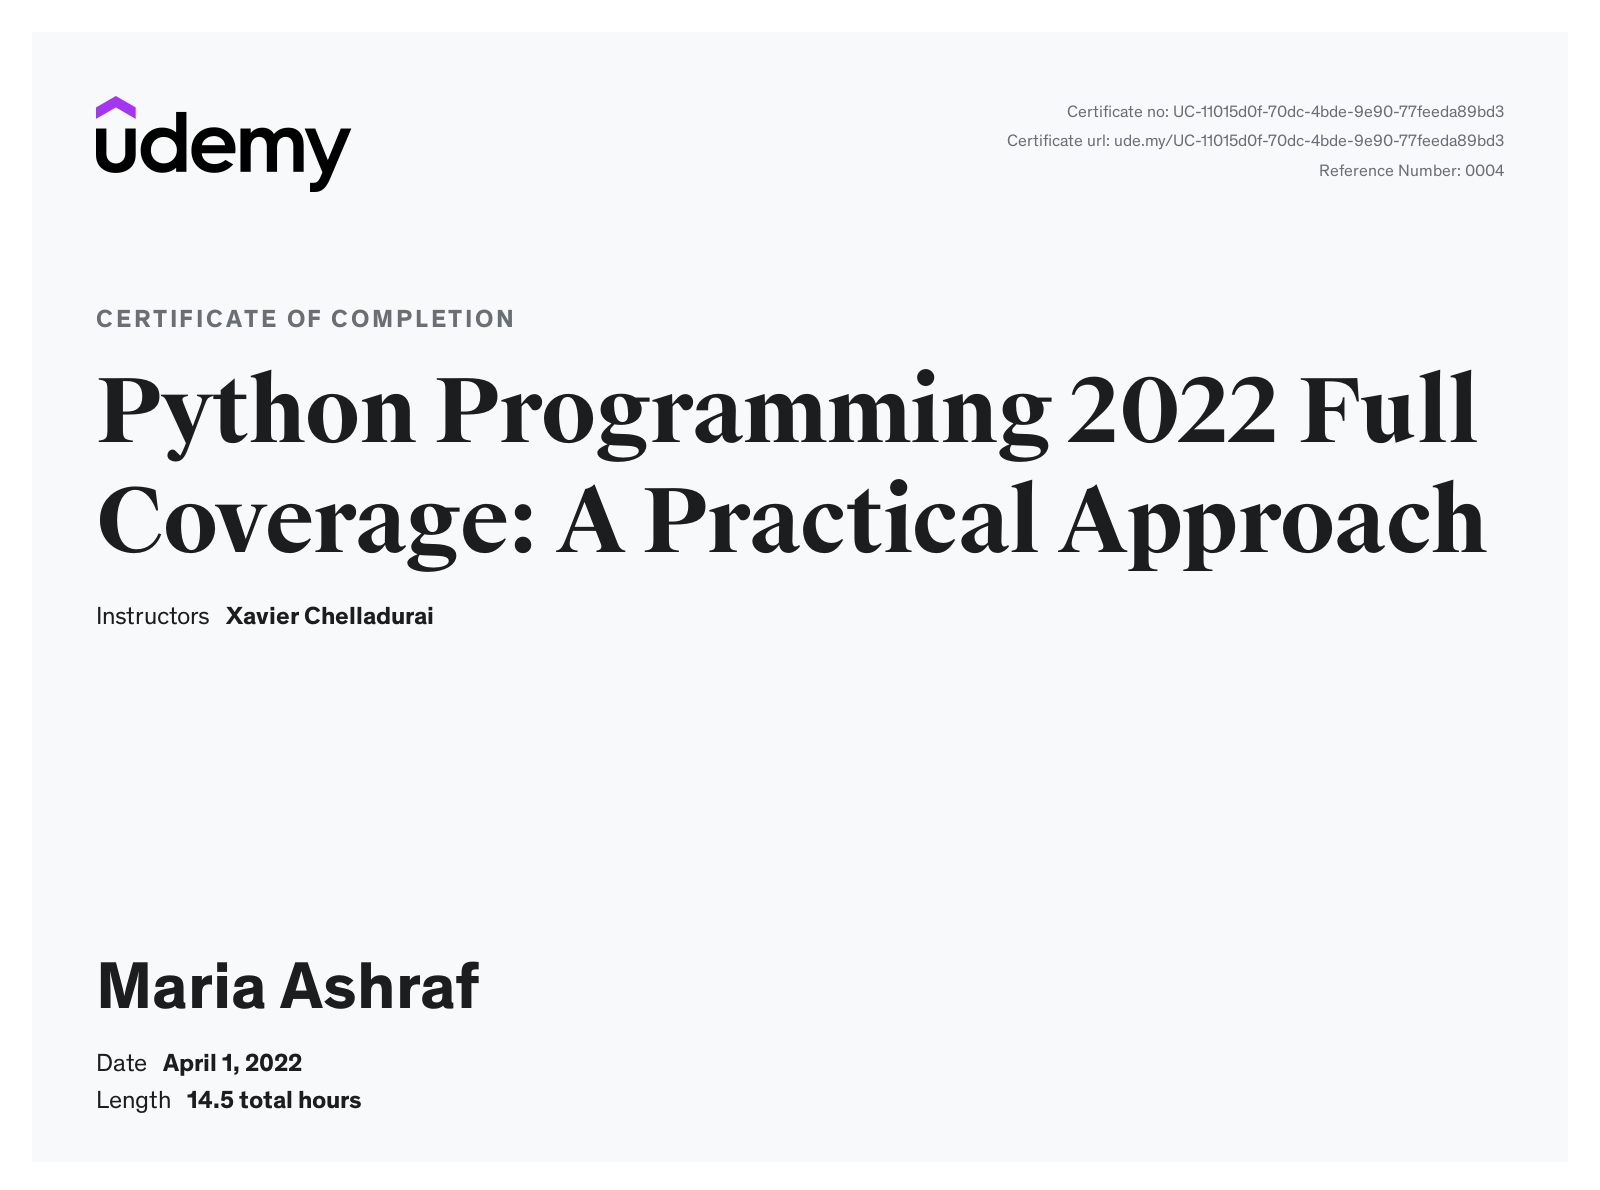 udemy
Certificate no: UC-11015d0f-70dc-4bde-9e90-77feeda89bd3
Certificate url: ude.my/UC-11015d0f-70dc-4bde-9e90-77feeda89bd3
Reference Number: 0004
CERTIFICATE OF COMPLETION
Python Programming 2022 Full
Coverage: A Practical Approach
Instructors Xavier Chelladurai
Maria Ashraf
Date April 1, 2022
Length 14.5 total hours